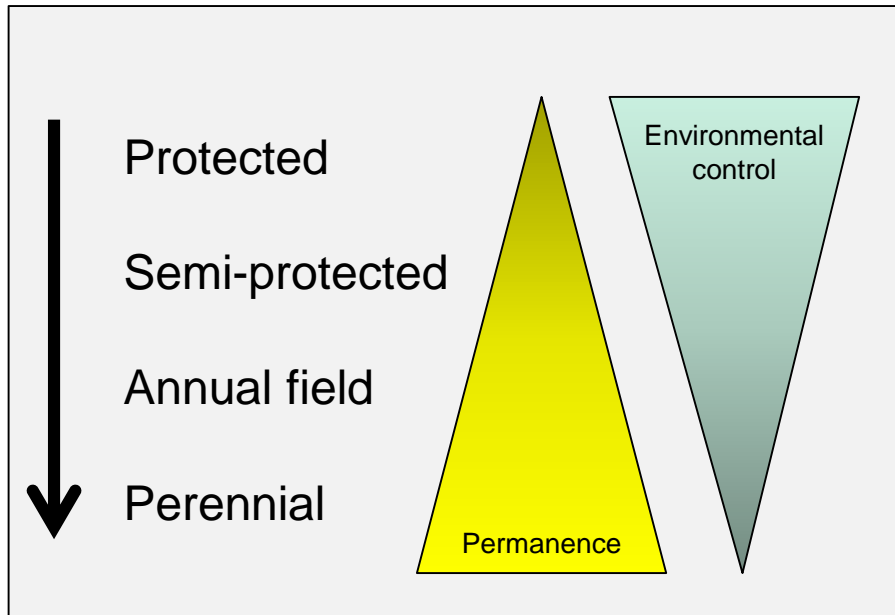 Protected
Semi-protected
Annual field
Perennial
Permanence
Environmental
control